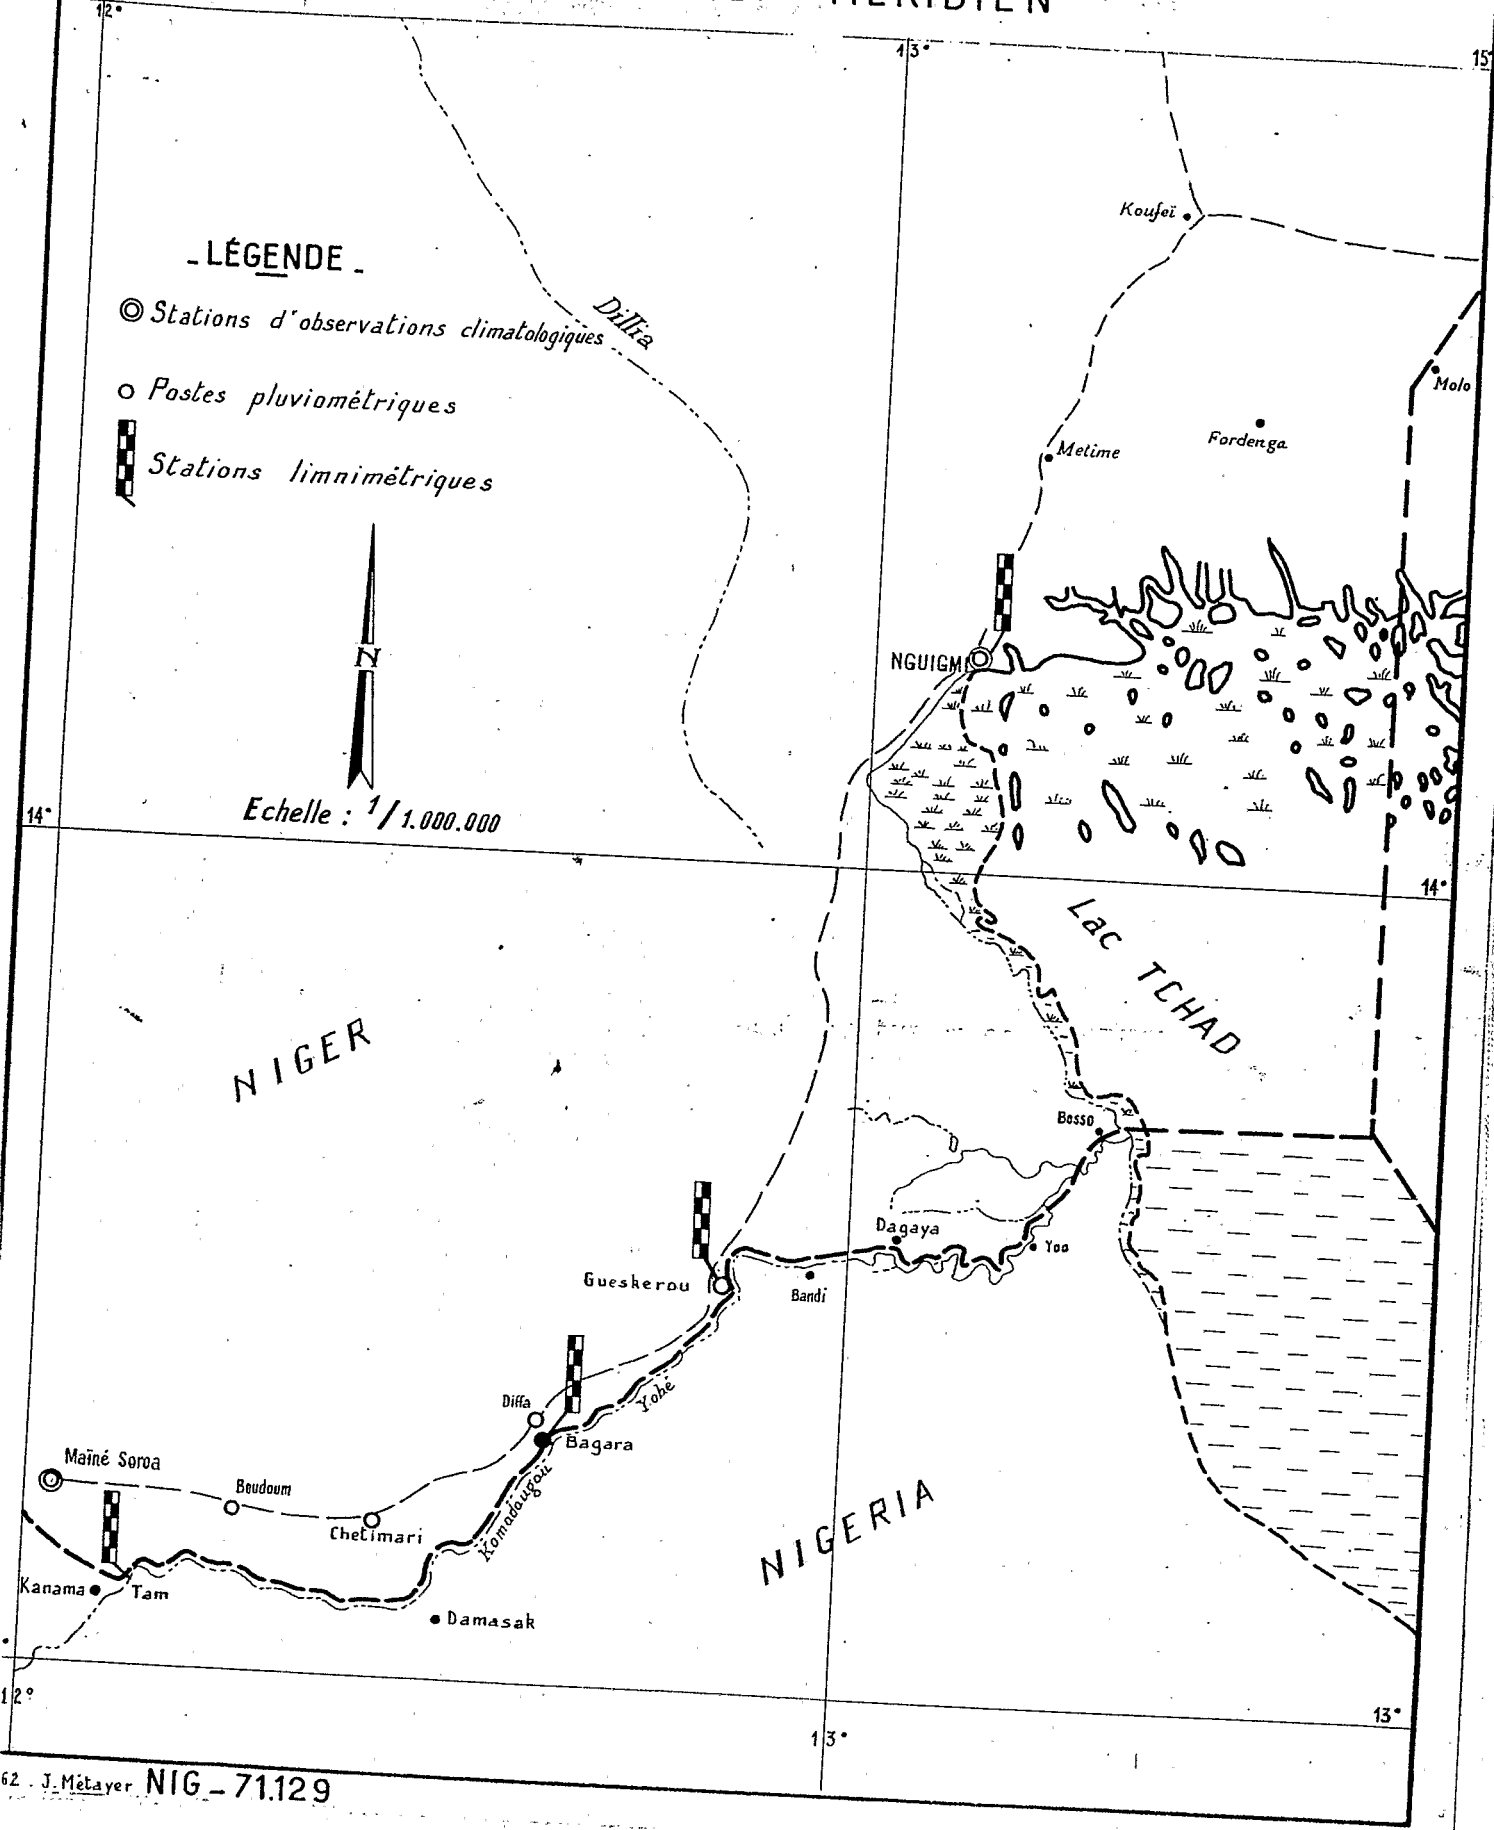 MERIDIEN
12°
13°
15°
Koufeï
- LÉGENDE -
Stations d'observations climatologiques
Dillia
Postes pluviométriques
Molo
Fordenga
Metime
Stations limnimétriques
N
NGUIGMI
Echelle : 1/1.000.000
14°
14°
Lac TCHAD
NIGER
Bosso
Dagaya
Yoo
Gueskerou
Bandi
Yobé
Diffa
Bagara
Maïné Soroa
Boudoum
Komadougou
NIGERIA
Chetimari
Kanama
Tam
Damasak
12°
13°
13°
62 . J. Métayer NIG _ 71.129